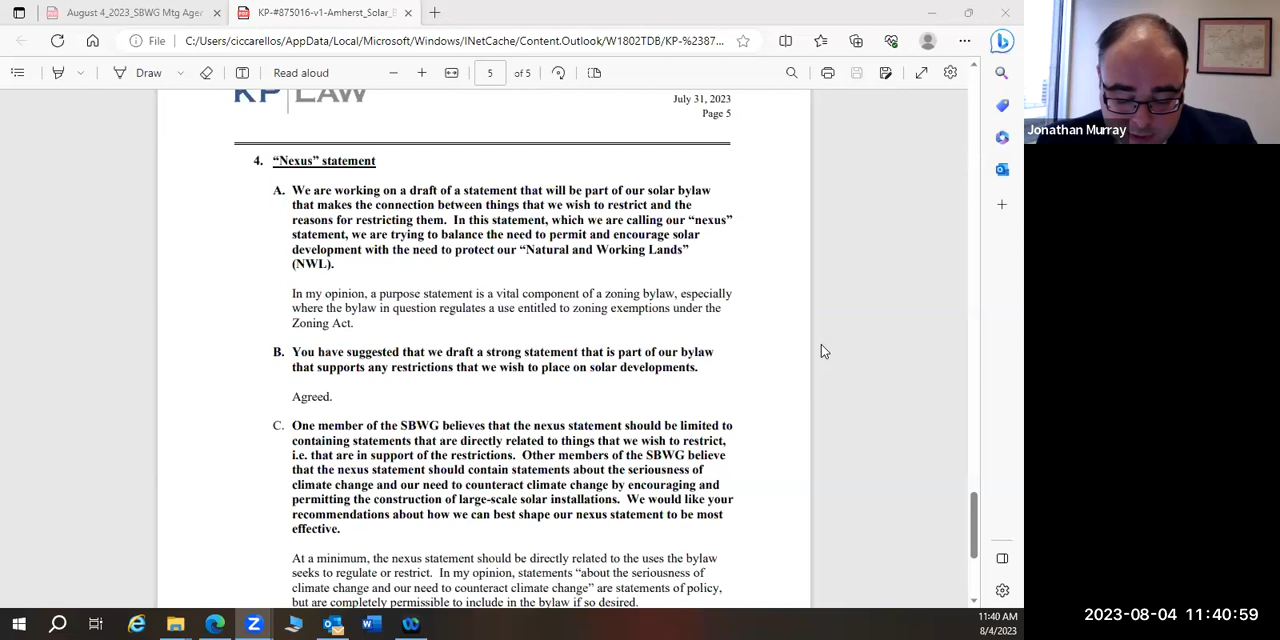 August 4_2023_SBWG Mtg Age
KP-#875016-v1-Amherst_Solar_B
File
C:/Users/ciccarellos/AppData/Local/Microsoft/Windows/INetCache/Content.Outlook/W1802TDB/KP-%2387...
Draw
Read aloud
5
of 5
KP LAW
July 31, 2023
Page 5
4. “Nexus” statement
A. We are working on a draft of a statement that will be part of our solar bylaw
that makes the connection between things that we wish to restrict and the
reasons for restricting them. In this statement, which we are calling our “nexus”
statement, we are trying to balance the need to permit and encourage solar
development with the need to protect our “Natural and Working Lands”
(NWL).
In my opinion, a purpose statement is a vital component of a zoning bylaw, especially
where the bylaw in question regulates a use entitled to zoning exemptions under the
Zoning Act.
B. You have suggested that we draft a strong statement that is part of our bylaw
that supports any restrictions that we wish to place on solar developments.
Agreed.
C. One member of the SBWG believes that the nexus statement should be limited to
containing statements that are directly related to things that we wish to restrict,
i.e. that are in support of the restrictions. Other members of the SBWG believe
that the nexus statement should contain statements about the seriousness of
climate change and our need to counteract climate change by encouraging and
permitting the construction of large-scale solar installations. We would like your
recommendations about how we can best shape our nexus statement to be most
effective.
At a minimum, the nexus statement should be directly related to the uses the bylaw
seeks to regulate or restrict. In my opinion, statements “about the seriousness of
climate change and our need to counteract climate change” are statements of policy,
but are completely permissible to include in the bylaw if so desired.
Jonathan Murray
11:40 AM
8/4/2023
2023-08-04 11:40:59